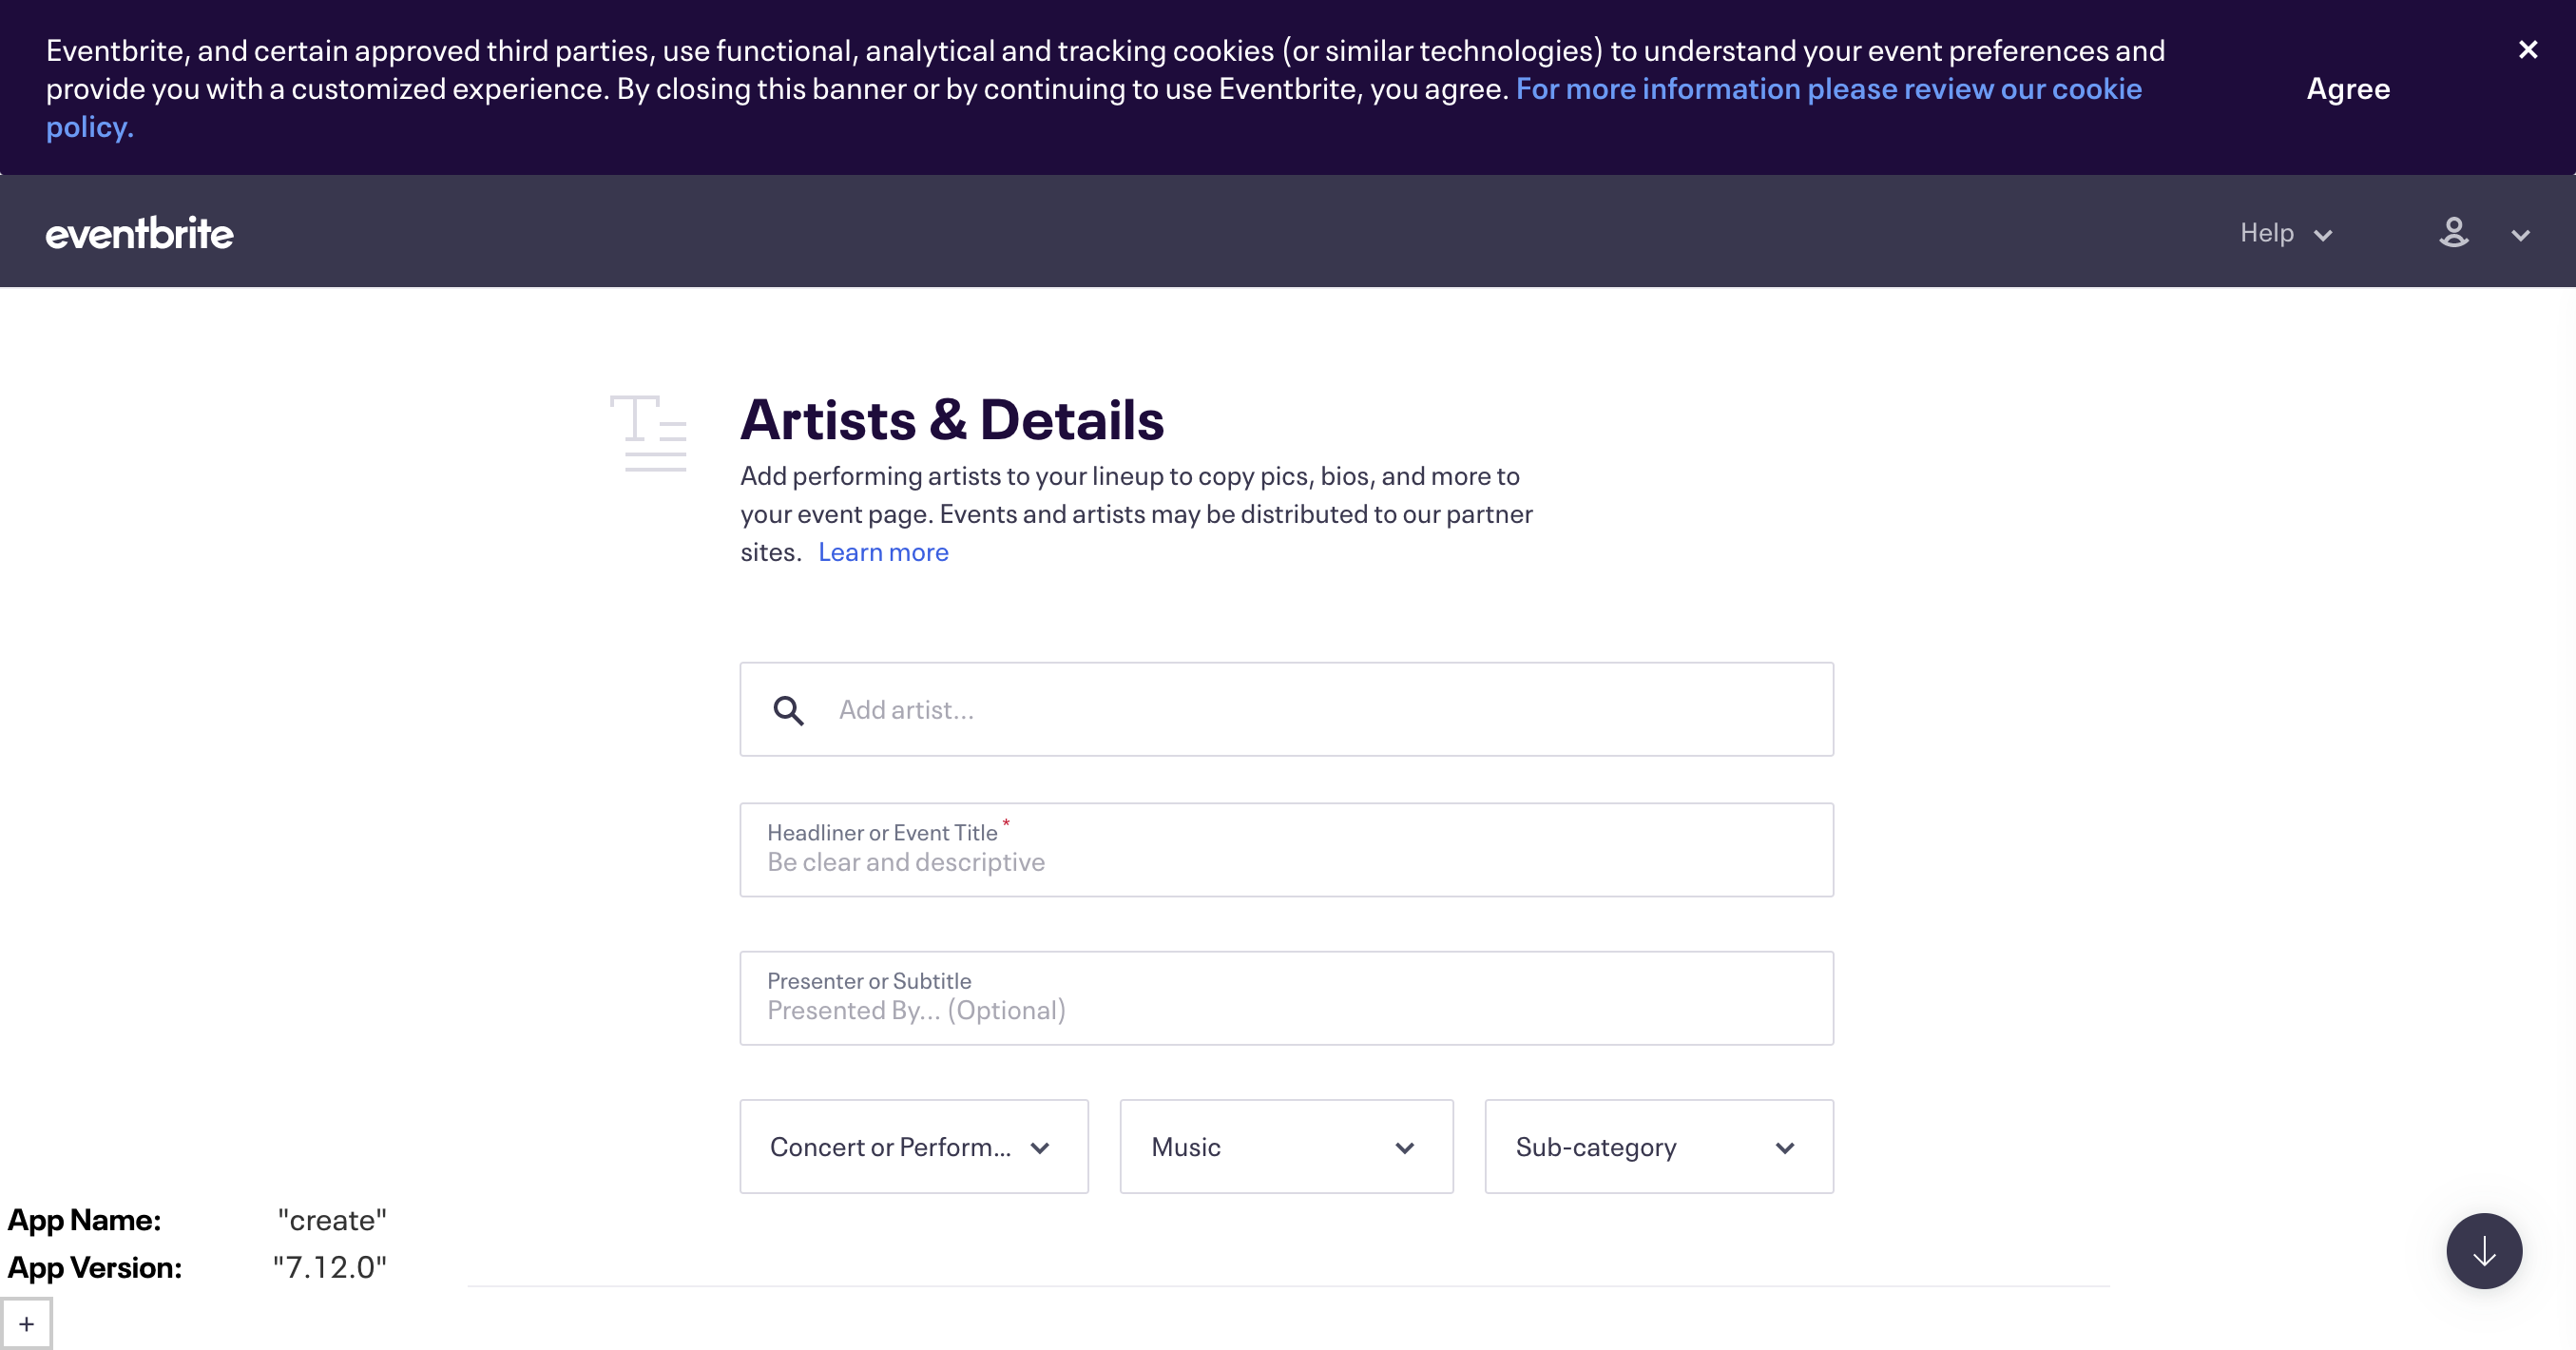 Eventbrite, and certain approved third parties, use functional, analytical and tracking cookies (or similar technologies) to understand your event preferences and
provide you with a customized experience. By closing this banner or by continuing to use Eventbrite, you agree. For more information please review our cookie
policy.
Agree
eventbrite
Help
Artists & Details
Add performing artists to your lineup to copy pics, bios, and more to
your event page. Events and artists may be distributed to our partner
sites. Learn more
Add artist...
Headliner or Event Title *
Be clear and descriptive
Presenter or Subtitle
Presented By... (Optional)
Concert or Perform...
Music
Sub-category
App Name: "create"
App Version: "7.12.0"
+